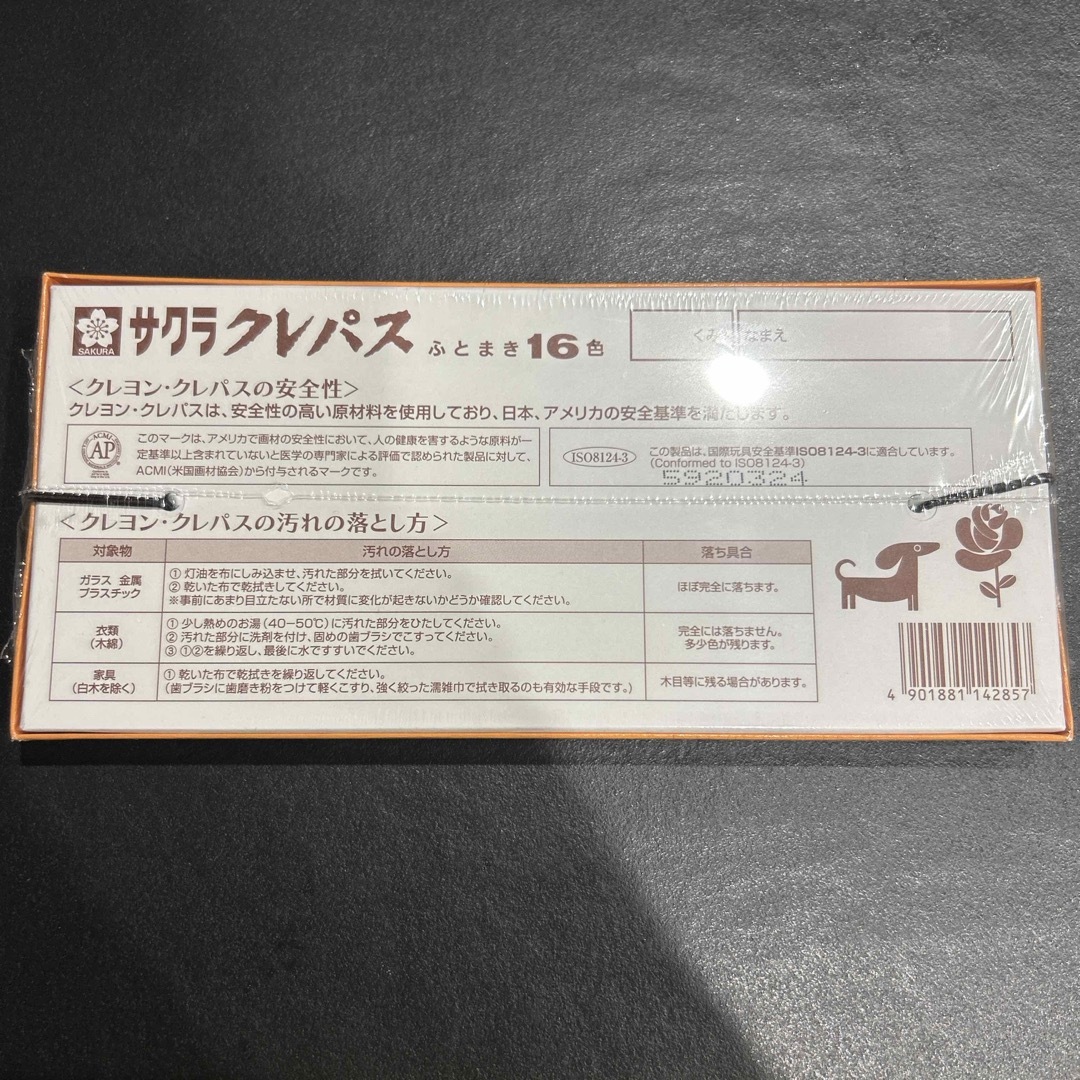 SAKURA
サクラクレパス ふとまき16色
くみ なまえ
<クレヨン・クレパスの安全性>
クレヨン・クレパスは、安全性の高い原材料を使用しており、日本、アメリカの安全基準を満たします。
ACMI
AP
このマークは、アメリカで画材の安全性において、人の健康を害するような原料が一
定基準以上含まれていないと医学の専門家による評価で認められた製品に対して、
ACMI(米国画材協会)から付与されるマークです。
ISO8124-3
この製品は、国際玩具安全基準ISO8124-3に適合しています。
(Conformed to ISO8124-3)
5920324
<クレヨン・クレパスの汚れの落とし方>
対象物 汚れの落とし方 落ち具合
ガラス 金属
プラスチック
① 灯油を布にしみ込ませ、汚れた部分を拭いてください。
② 乾いた布で乾拭きしてください。
※事前にあまり目立たない所で材質に変化が起きないかどうか確認してください。
ほぼ完全に落ちます。
衣類
(木綿)
① 少し熱めのお湯(40-50℃)に汚れた部分をひたしてください。
② 汚れた部分に洗剤を付け、固めの歯ブラシでこすってください。
③ ①②を繰り返し、最後に水ですすいでください。
完全には落ちません。
多少色が残ります。
家具
(白木を除く)
① 乾いた布で乾拭きを繰り返してください。
(歯ブラシに歯磨き粉をつけて軽くこすり、強く絞った濡雑巾で拭き取るのも有効な手段です。)
木目等に残る場合があります。
4 901881 142857